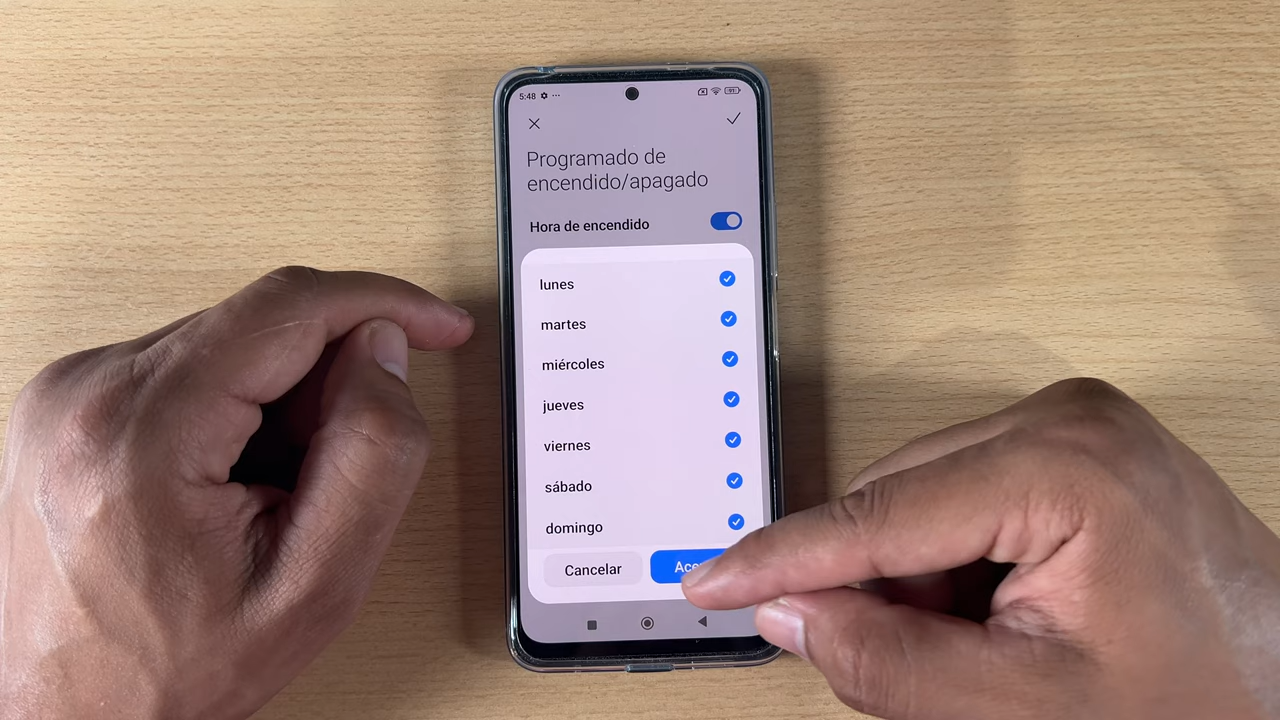 5:48
Programado de
encendido/apagado
Hora de encendido
lunes
martes
miércoles
jueves
viernes
sábado
domingo
Cancelar